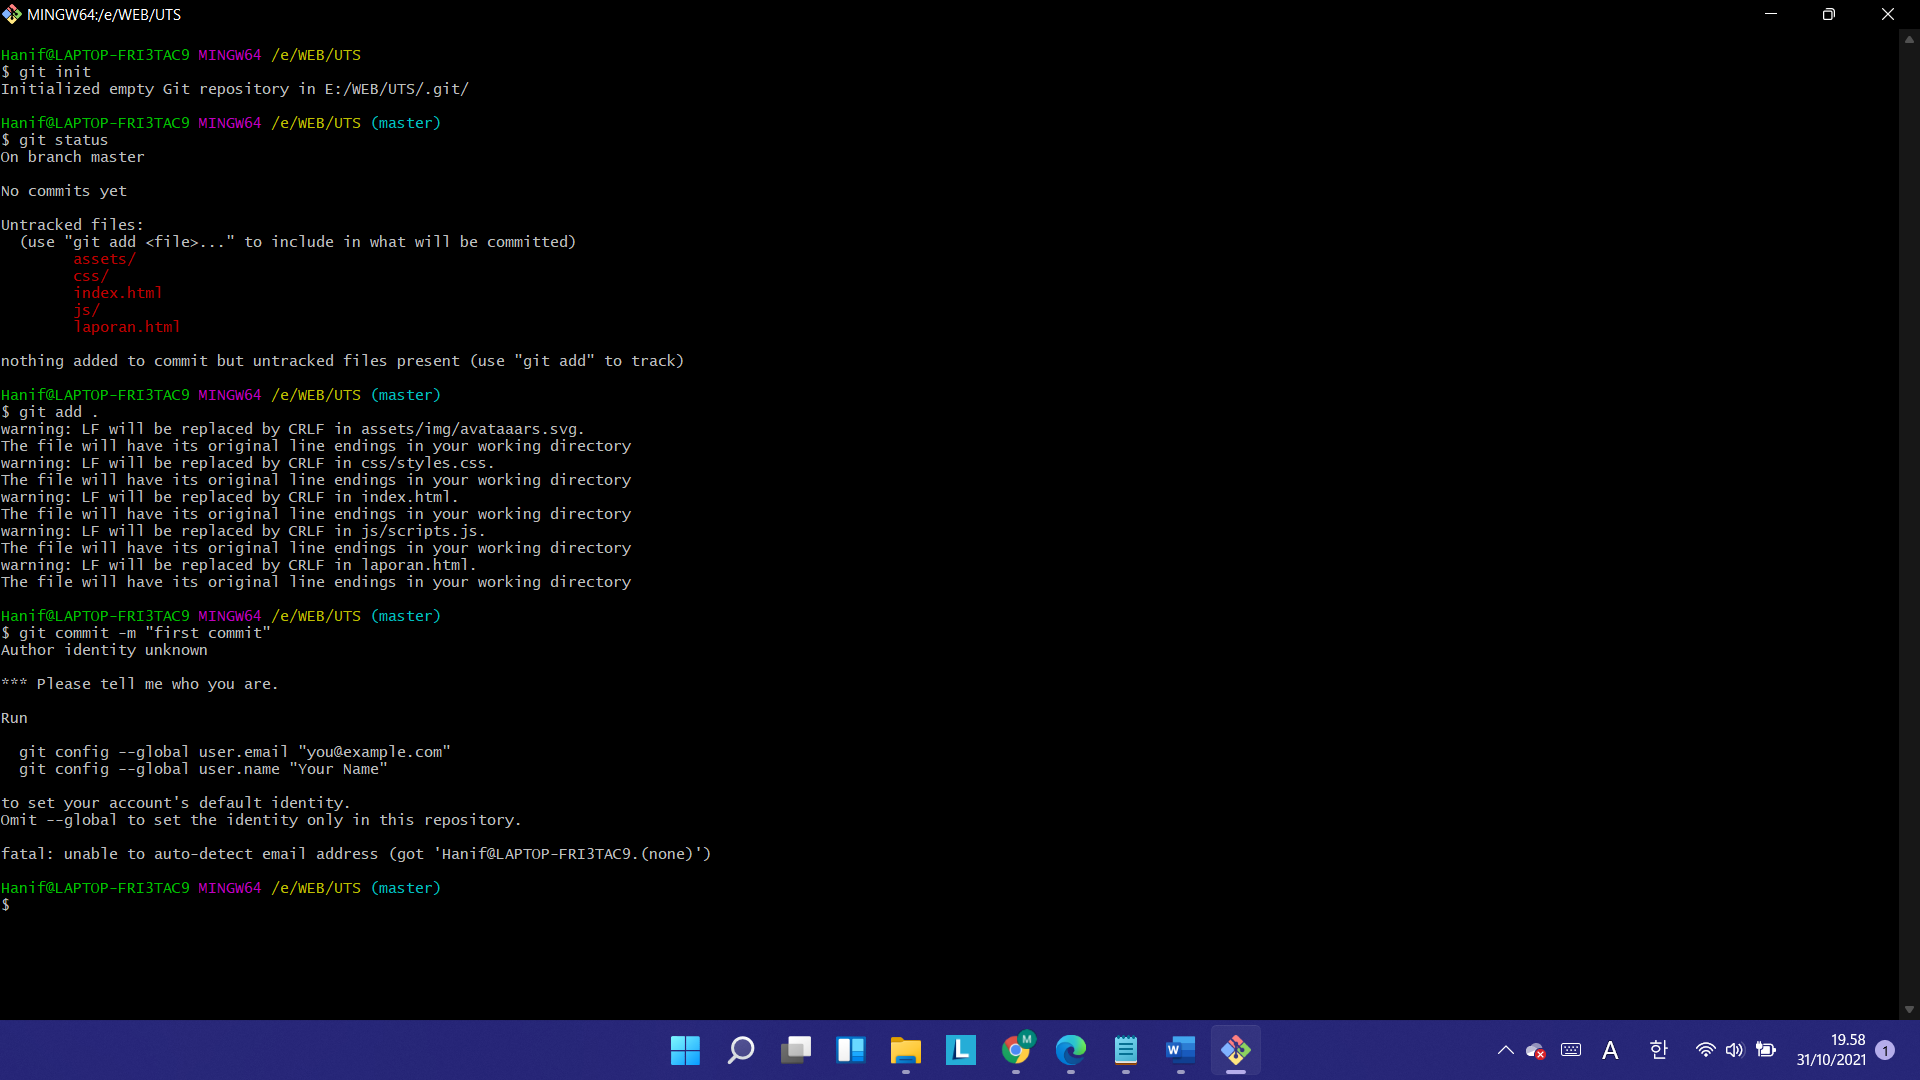 MINGW64:/e/WEB/UTS
Hanif@LAPTOP-FRI3TAC9 MINGW64 /e/WEB/UTS
$ git init
Initialized empty Git repository in E:/WEB/UTS/.git/
Hanif@LAPTOP-FRI3TAC9 MINGW64 /e/WEB/UTS (master)
$ git status
On branch master
No commits yet
Untracked files:
  (use "git add <file>..." to include in what will be committed)
        assets/
        css/
        index.html
        js/
        laporan.html
nothing added to commit but untracked files present (use "git add" to track)
Hanif@LAPTOP-FRI3TAC9 MINGW64 /e/WEB/UTS (master)
$ git add .
warning: LF will be replaced by CRLF in assets/img/avataaars.svg.
The file will have its original line endings in your working directory
warning: LF will be replaced by CRLF in css/styles.css.
The file will have its original line endings in your working directory
warning: LF will be replaced by CRLF in index.html.
The file will have its original line endings in your working directory
warning: LF will be replaced by CRLF in js/scripts.js.
The file will have its original line endings in your working directory
warning: LF will be replaced by CRLF in laporan.html.
The file will have its original line endings in your working directory
Hanif@LAPTOP-FRI3TAC9 MINGW64 /e/WEB/UTS (master)
$ git commit -m "first commit"
Author identity unknown
*** Please tell me who you are.
Run
  git config --global user.email "you@example.com"
  git config --global user.name "Your Name"
to set your account's default identity.
Omit --global to set the identity only in this repository.
fatal: unable to auto-detect email address (got 'Hanif@LAPTOP-FRI3TAC9.(none)')
Hanif@LAPTOP-FRI3TAC9 MINGW64 /e/WEB/UTS (master)
$
L
M
W
A
한
19.58
31/10/2021
1